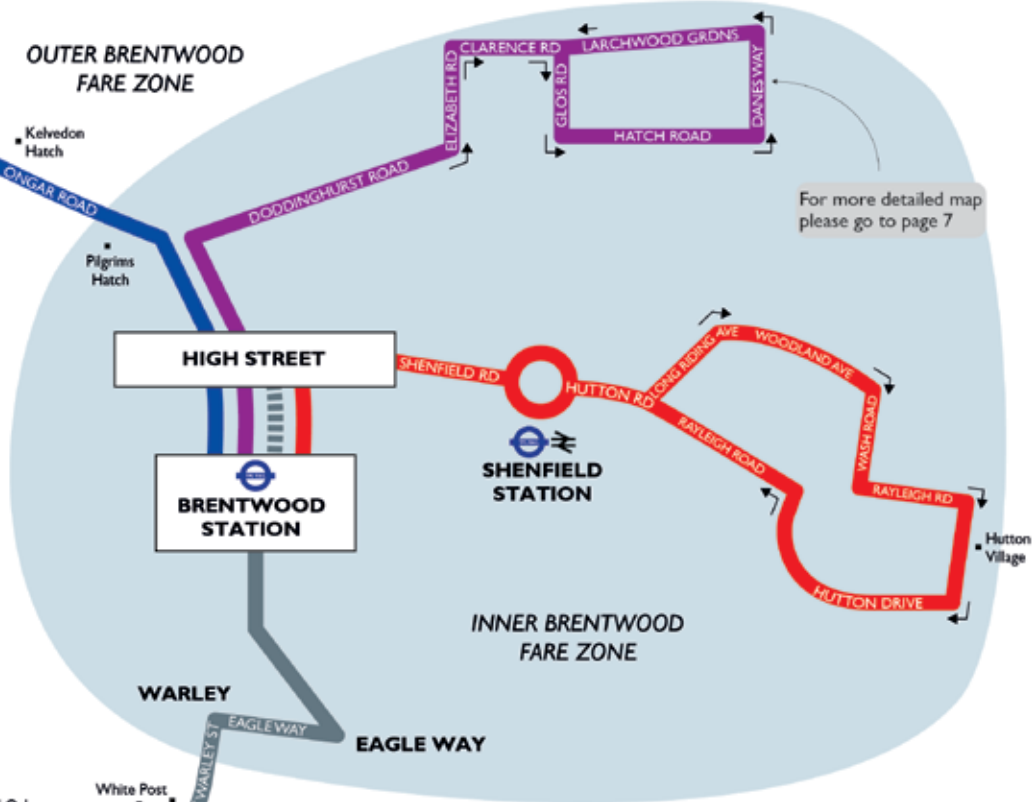 OUTER BRENTWOOD
FARE ZONE
Kelvedon
Hatch
ONGAR ROAD
Pilgrims
Hatch
DODDINGHURST ROAD
ELIZABETH RD
CLARENCE RD
LARCHWOOD GRDNS
GLOS RD
DANES WAY
HATCH ROAD
For more detailed map
please go to page 7
HIGH STREET
SHENFIELD RD
HUTTON RD
LONG RIDING AVE
WOODLAND AVE
WASH ROAD
RAYLEIGH ROAD
RAYLEIGH RD
SHENFIELD
STATION
BRENTWOOD
STATION
Hutton
Village
HUTTON DRIVE
INNER BRENTWOOD
FARE ZONE
WARLEY
EAGLE WAY
EAGLE WAY
WARLEY ST
White Post